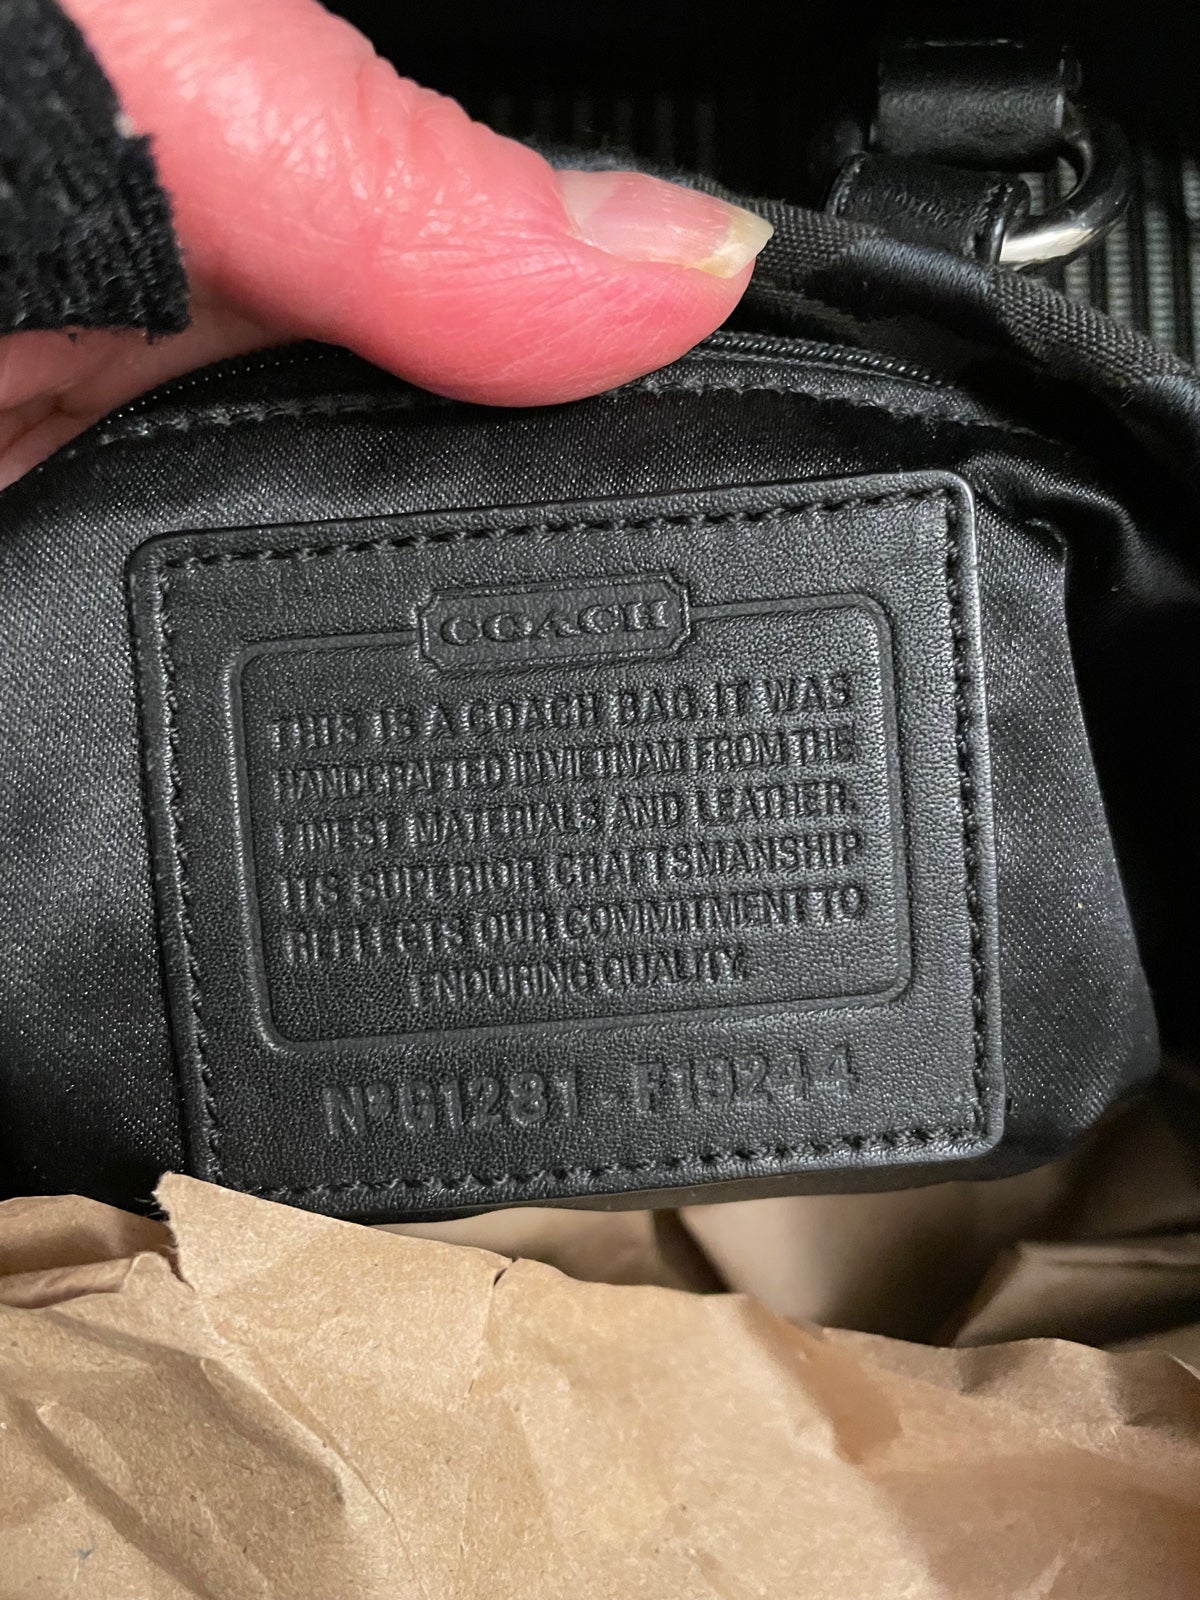 COACH
THIS IS A COACH BAG. IT WAS
HANDCRAFTED IN VIETNAM FROM THE
FINEST MATERIALS AND LEATHER.
ITS SUPERIOR CRAFTSMANSHIP
REFLECTS OUR COMMITMENT TO
ENDURING QUALITY.
Nº G1281-F19244